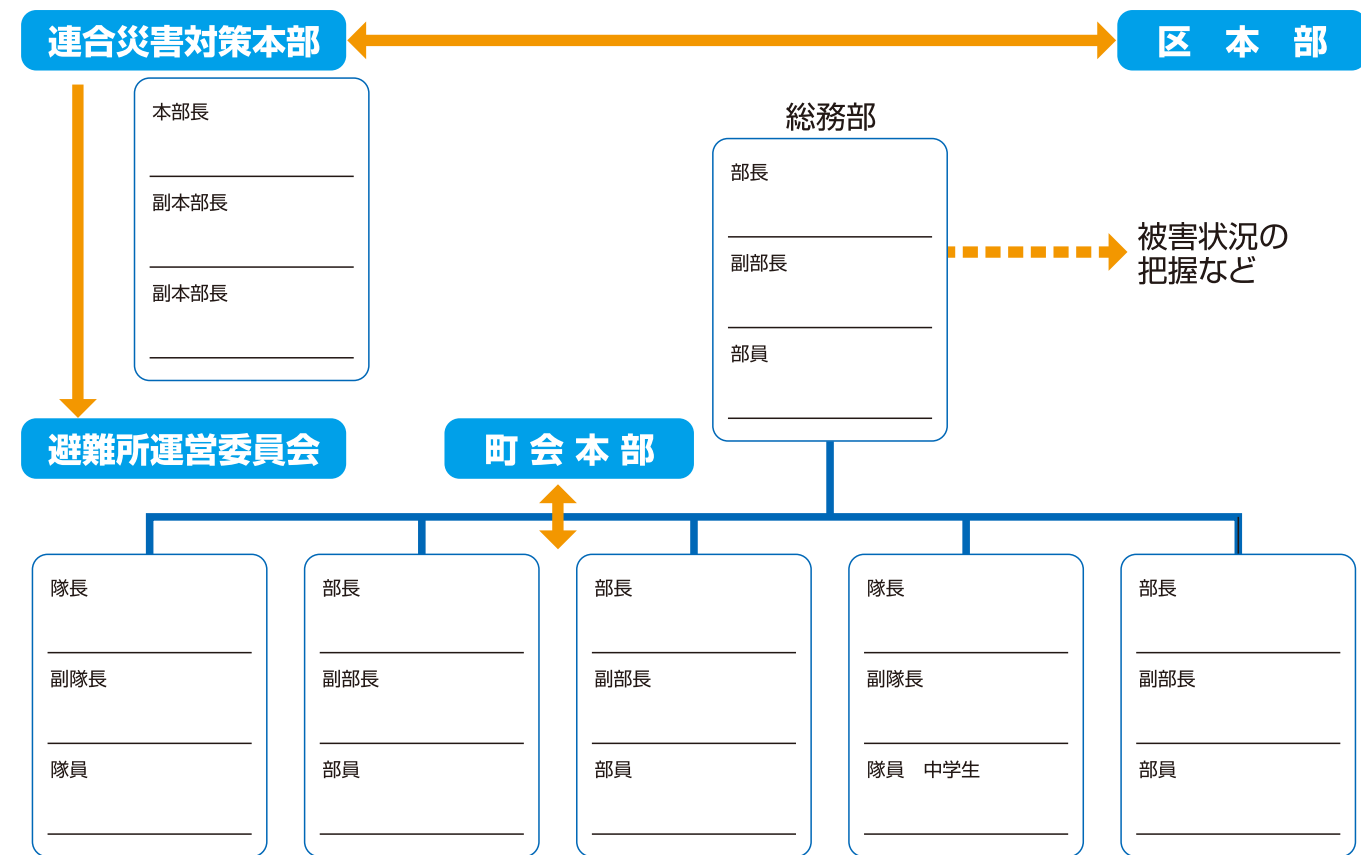 連合災害対策本部
区 本 部
本部長
副本部長
副本部長
総務部
部長
副部長
部員
被害状況の
把握など
避難所運営委員会
町 会 本 部
隊長
副隊長
隊員
部長
副部長
部員
部長
副部長
部員
隊長
副隊長
隊員　中学生
部長
副部長
部員